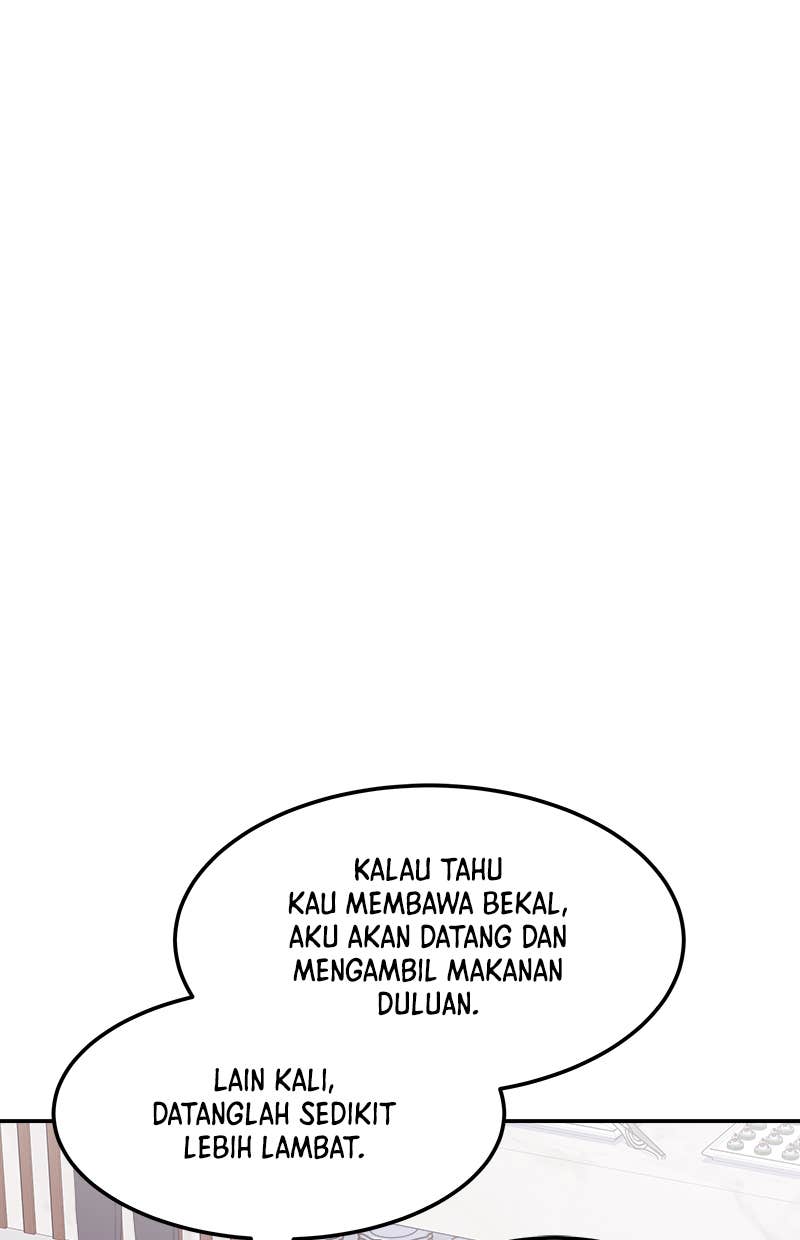 KALAU TAHU
KAU MEMBAWA BEKAL,
AKU AKAN DATANG DAN
MENGAMBIL MAKANAN
DULUAN.
LAIN KALI,
DATANGLAH SEDIKIT
LEBIH LAMBAT.